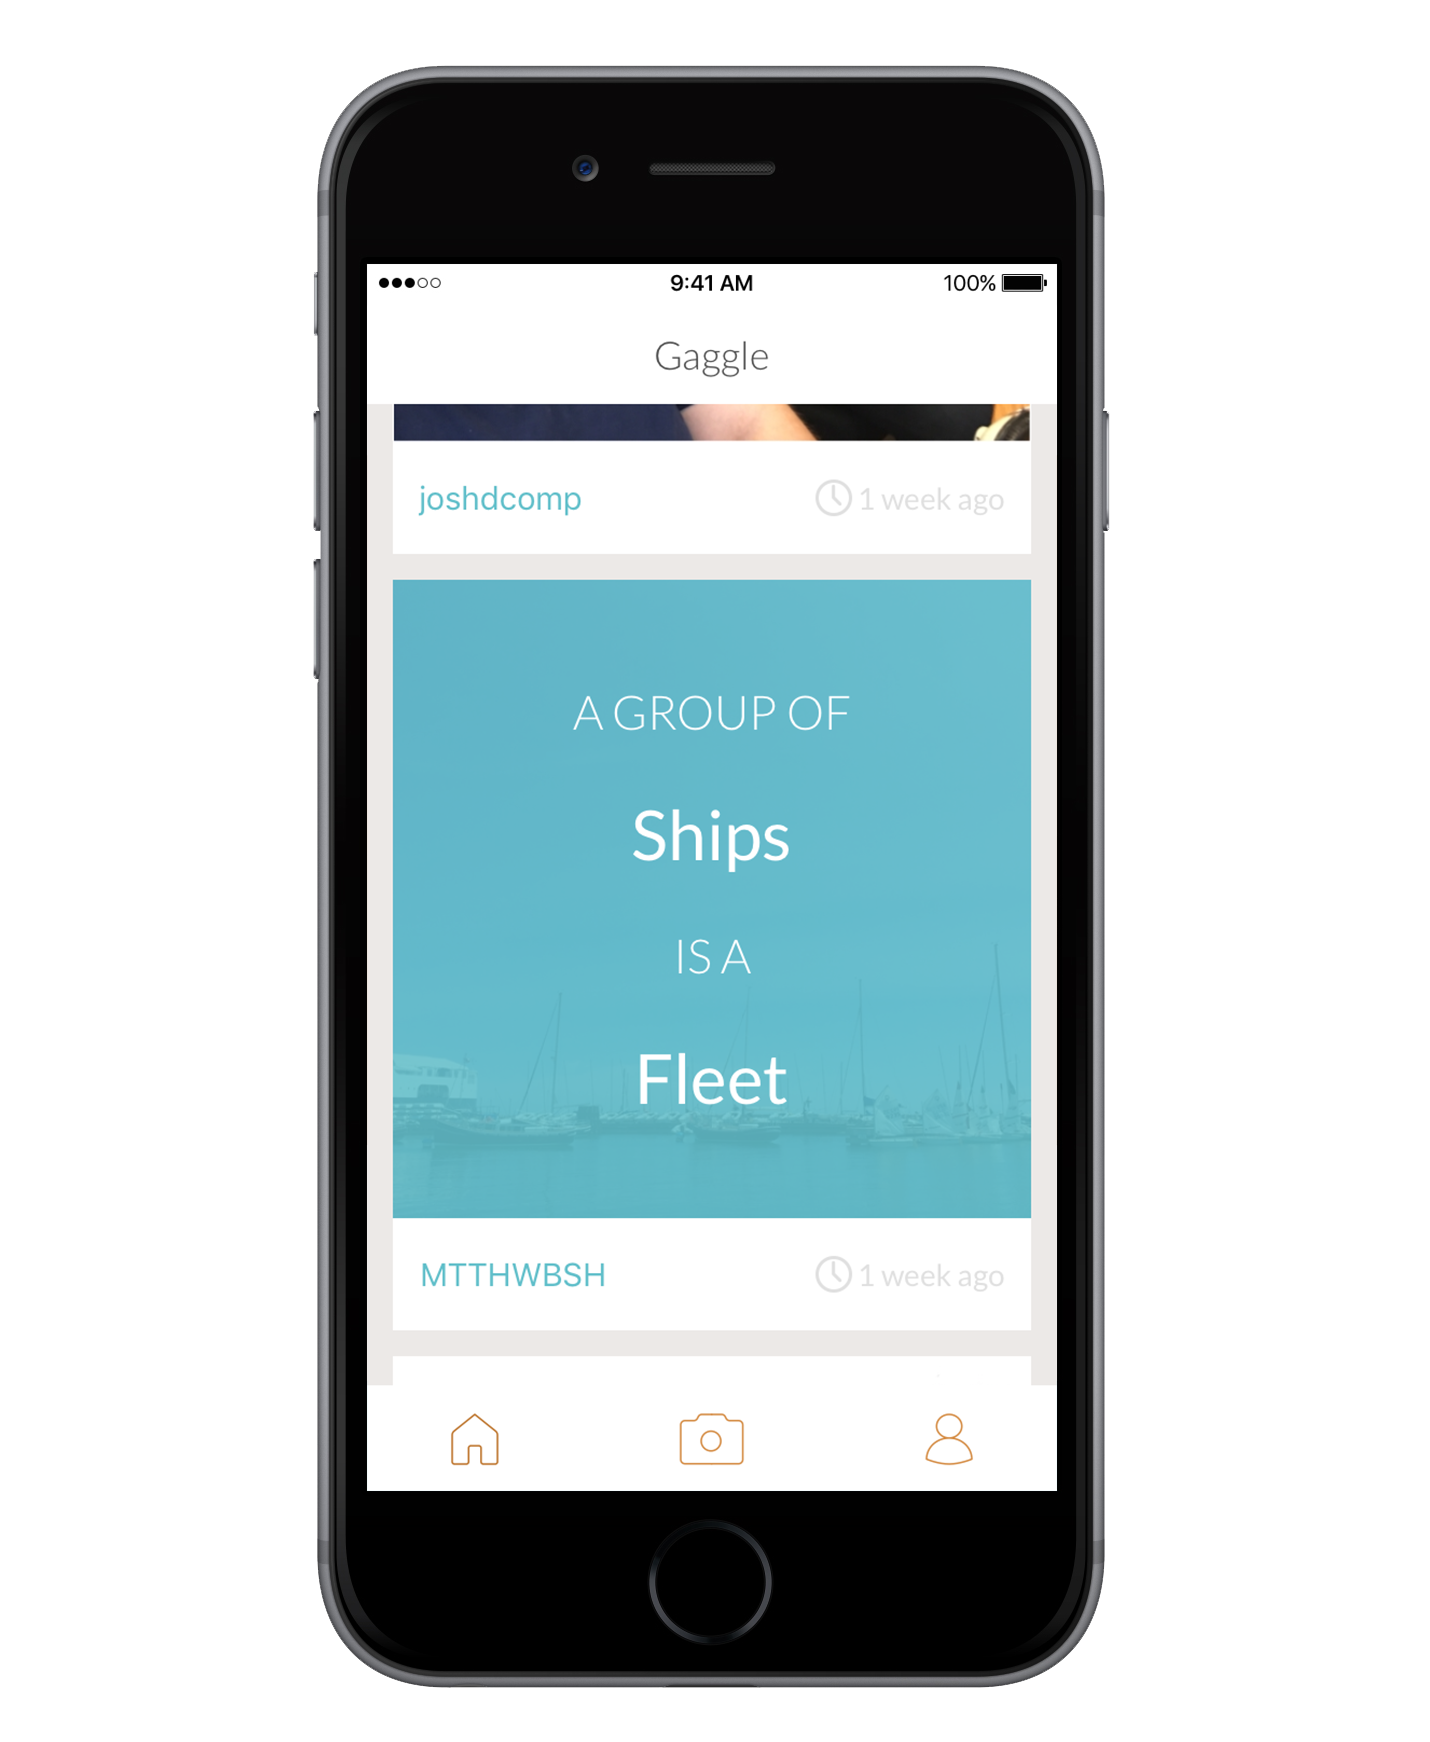 9:41 AM
100%
Gaggle
joshdcomp
1 week ago
A GROUP OF
Ships
IS A
Fleet
MTTHWBSH
1 week ago